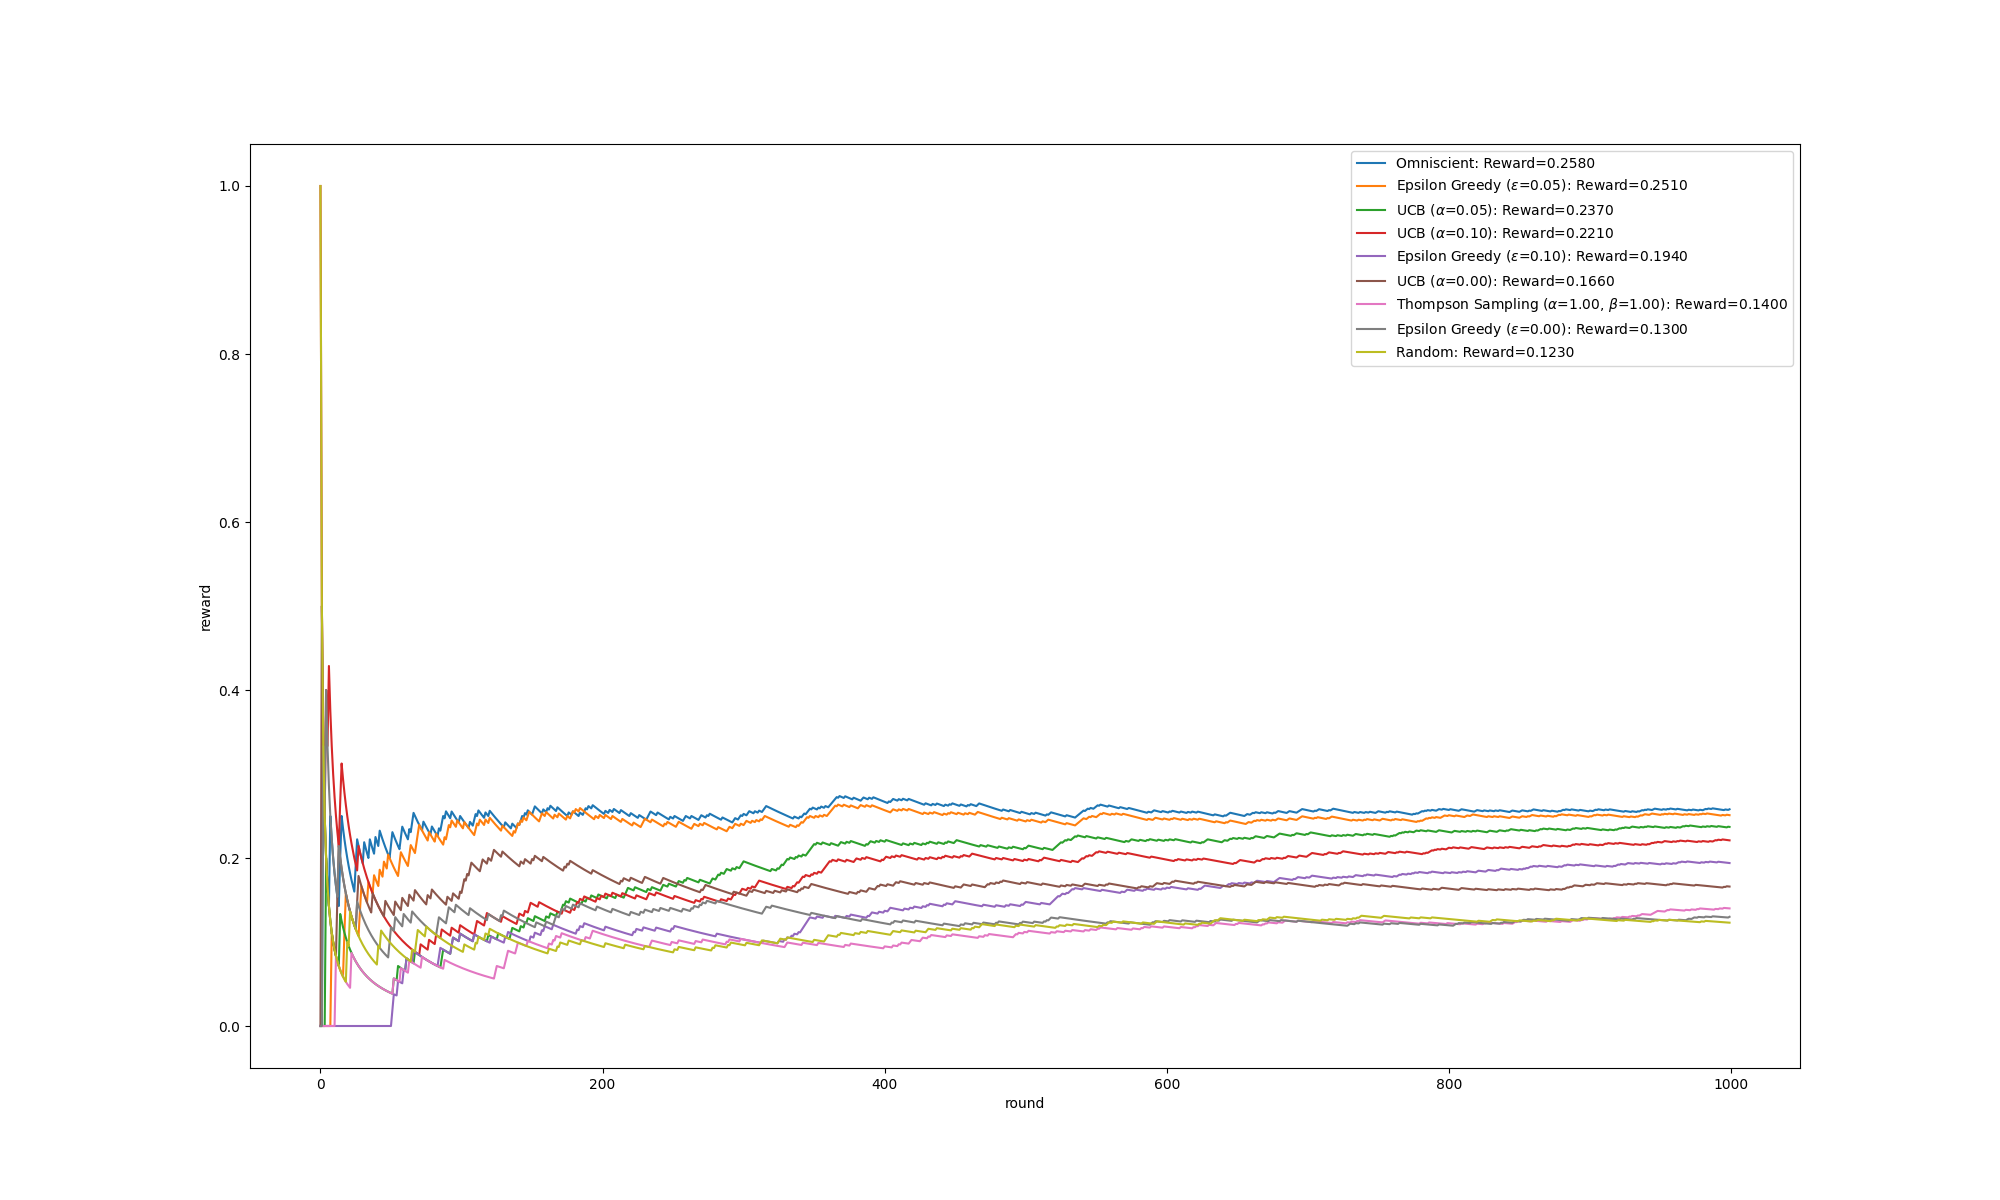 Omniscient: Reward=0.2580
Epsilon Greedy (ε=0.05): Reward=0.2510
UCB (α=0.05): Reward=0.2370
UCB (α=0.10): Reward=0.2210
Epsilon Greedy (ε=0.10): Reward=0.1940
UCB (α=0.00): Reward=0.1660
Thompson Sampling (α=1.00, β=1.00): Reward=0.1400
Epsilon Greedy (ε=0.00): Reward=0.1300
Random: Reward=0.1230
1.0
0.8
0.6
reward
0.4
0.2
0.0
0 200 400 600 800 1000
round